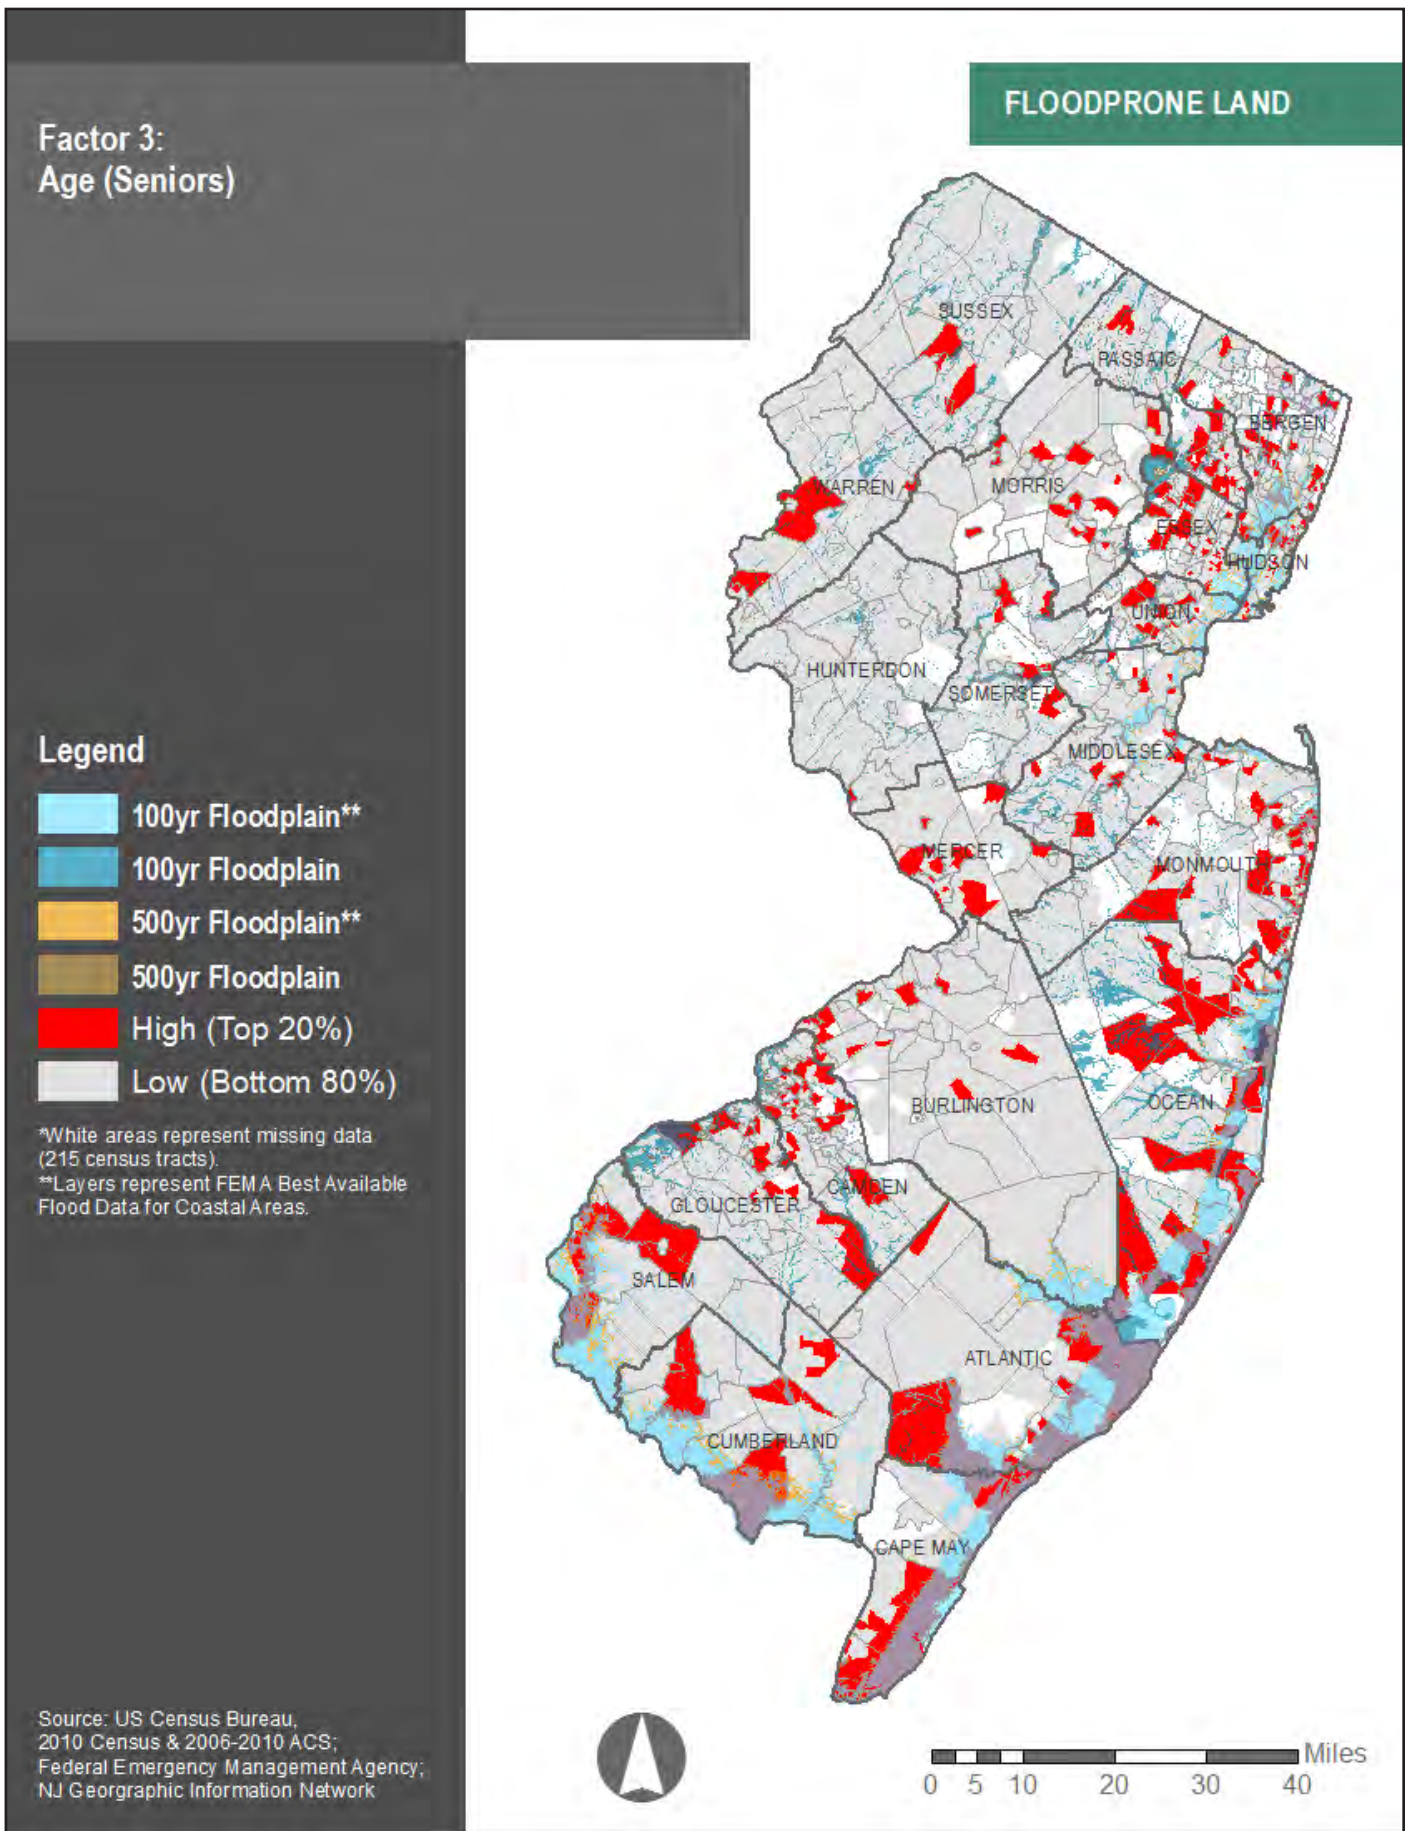 Factor 3:
Age (Seniors)
FLOODPRONE LAND
SUSSEX
PASSAIC
BERGEN
WARREN
MORRIS
ESSEX
HUDSON
UNION
HUNTERDON
SOMERSET
MIDDLESEX
MERCER
MONMOUTH
OCEAN
BURLINGTON
CAMDEN
GLOUCESTER
SALEM
ATLANTIC
CUMBERLAND
CAPE MAY
Legend
100yr Floodplain**
100yr Floodplain
500yr Floodplain**
500yr Floodplain
High (Top 20%)
Low (Bottom 80%)
*White areas represent missing data
(215 census tracts).
**Layers represent FEMA Best Available
Flood Data for Coastal Areas.
Source: US Census Bureau,
2010 Census & 2006-2010 ACS;
Federal Emergency Management Agency;
NJ Georgraphic Information Network
Miles
0 5 10 20 30 40